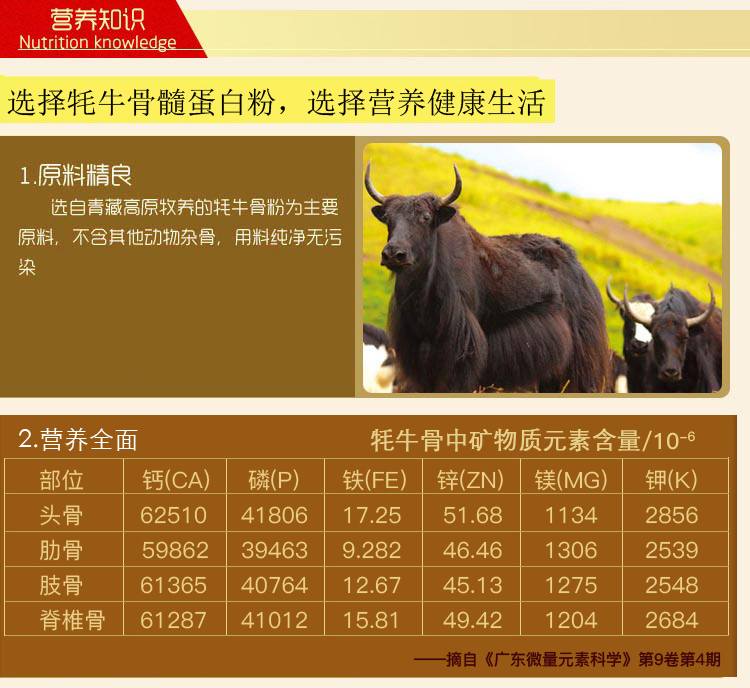 营养知识
Nutrition knowledge
选择牦牛骨髓蛋白粉，选择营养健康生活
1.原料精良
选自青藏高原牧养的牦牛骨粉为主要
原料，不含其他动物杂骨，用料纯净无污
染
2.营养全面 牦牛骨中矿物质元素含量/10⁻⁶
部位 钙(CA) 磷(P) 铁(FE) 锌(ZN) 镁(MG) 钾(K)
头骨 62510 41806 17.25 51.68 1134 2856
肋骨 59862 39463 9.282 46.46 1306 2539
肢骨 61365 40764 12.67 45.13 1275 2548
脊椎骨 61287 41012 15.81 49.42 1204 2684
——摘自《广东微量元素科学》第9卷第4期